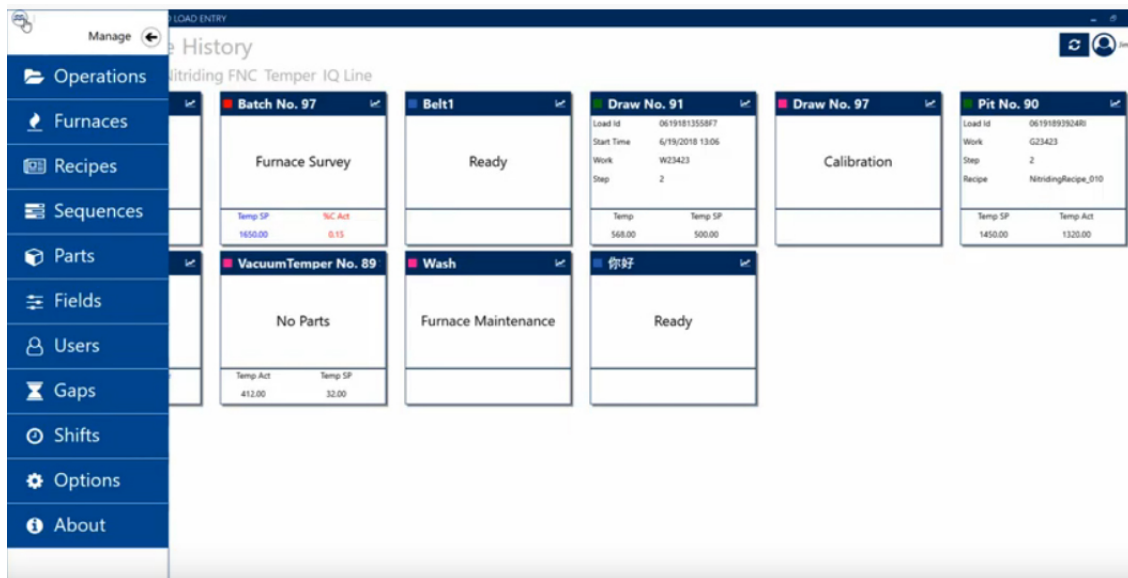 D LOAD ENTRY
Manage
e History
Nitriding FNC Temper IQ Line
Operations
Furnaces
Recipes
Sequences
Parts
Fields
Users
Gaps
Shifts
Options
About
Batch No. 97
Furnace Survey
Temp SP %C Act
1650.00 0.15
Belt1
Ready
Draw No. 91
Load Id 06191813558F7
Start Time 6/19/2018 13:06
Work W23423
Step 2
Temp Temp SP
568.00 500.00
Draw No. 97
Calibration
Pit No. 90
Load Id 06191893924RI
Work G23423
Step 2
Recipe NitridingRecipe_010
Temp SP Temp Act
1450.00 1320.00
VacuumTemper No. 89
No Parts
Temp Act Temp SP
412.00 32.00
Wash
Furnace Maintenance
你好
Ready